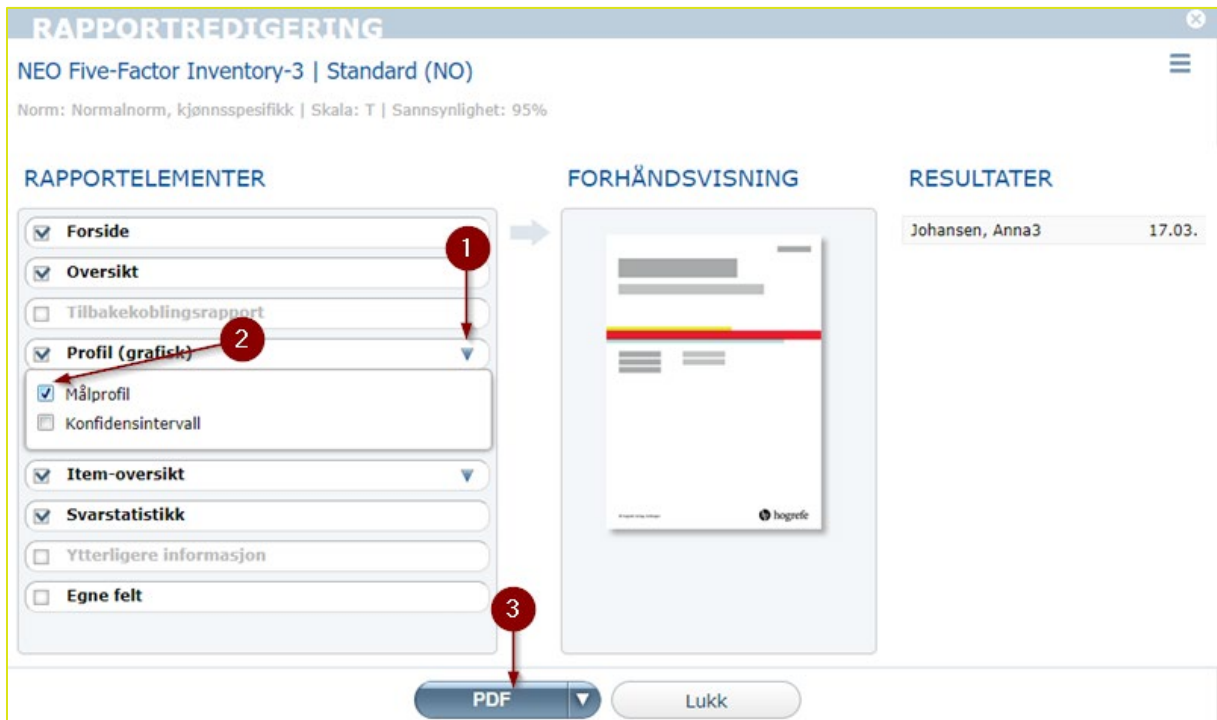 RAPPORTREDIGERING
NEO Five-Factor Inventory-3 | Standard (NO)
Norm: Normalnorm, kjønnsspesifikk | Skala: T | Sannsynlighet: 95%
RAPPORTELEMENTER
Forside
1
Oversikt
Tilbakekoblingsrapport
2
Profil (grafisk)
Målprofil
Konfidensintervall
Item-oversikt
Svarstatistikk
Ytterligere informasjon
Egne felt
3
FORHÅNDSVISNING
hogrefe
RESULTATER
Johansen, Anna3 17.03.
PDF
Lukk